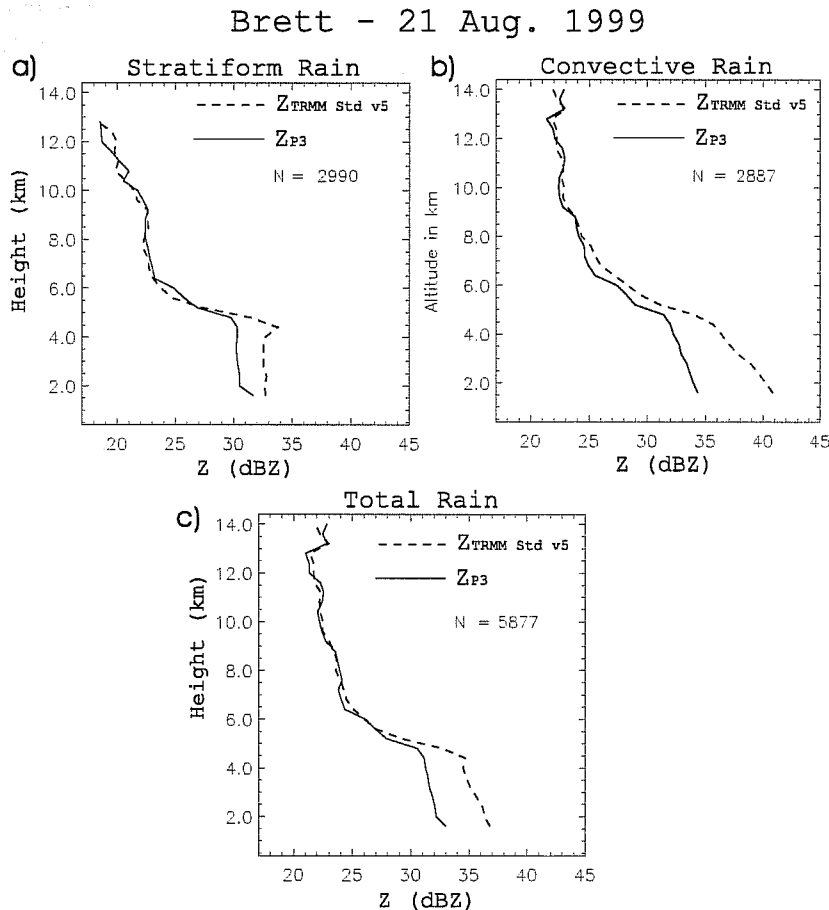 Brett - 21 Aug. 1999
a)
Stratiform Rain
14.0
12.0
10.0
8.0
6.0
4.0
2.0
Height (km)
ZTRMM Std v5
ZP3
N = 2990
20 25 30 35 40 45
Z (dBZ)
b)
Convective Rain
14.0
12.0
10.0
8.0
6.0
4.0
2.0
Altitude in km
ZTRMM Std v5
ZP3
N = 2887
20 25 30 35 40 45
Z (dBZ)
c)
Total Rain
14.0
12.0
10.0
8.0
6.0
4.0
2.0
Height (km)
ZTRMM Std v5
ZP3
N = 5877
20 25 30 35 40 45
Z (dBZ)